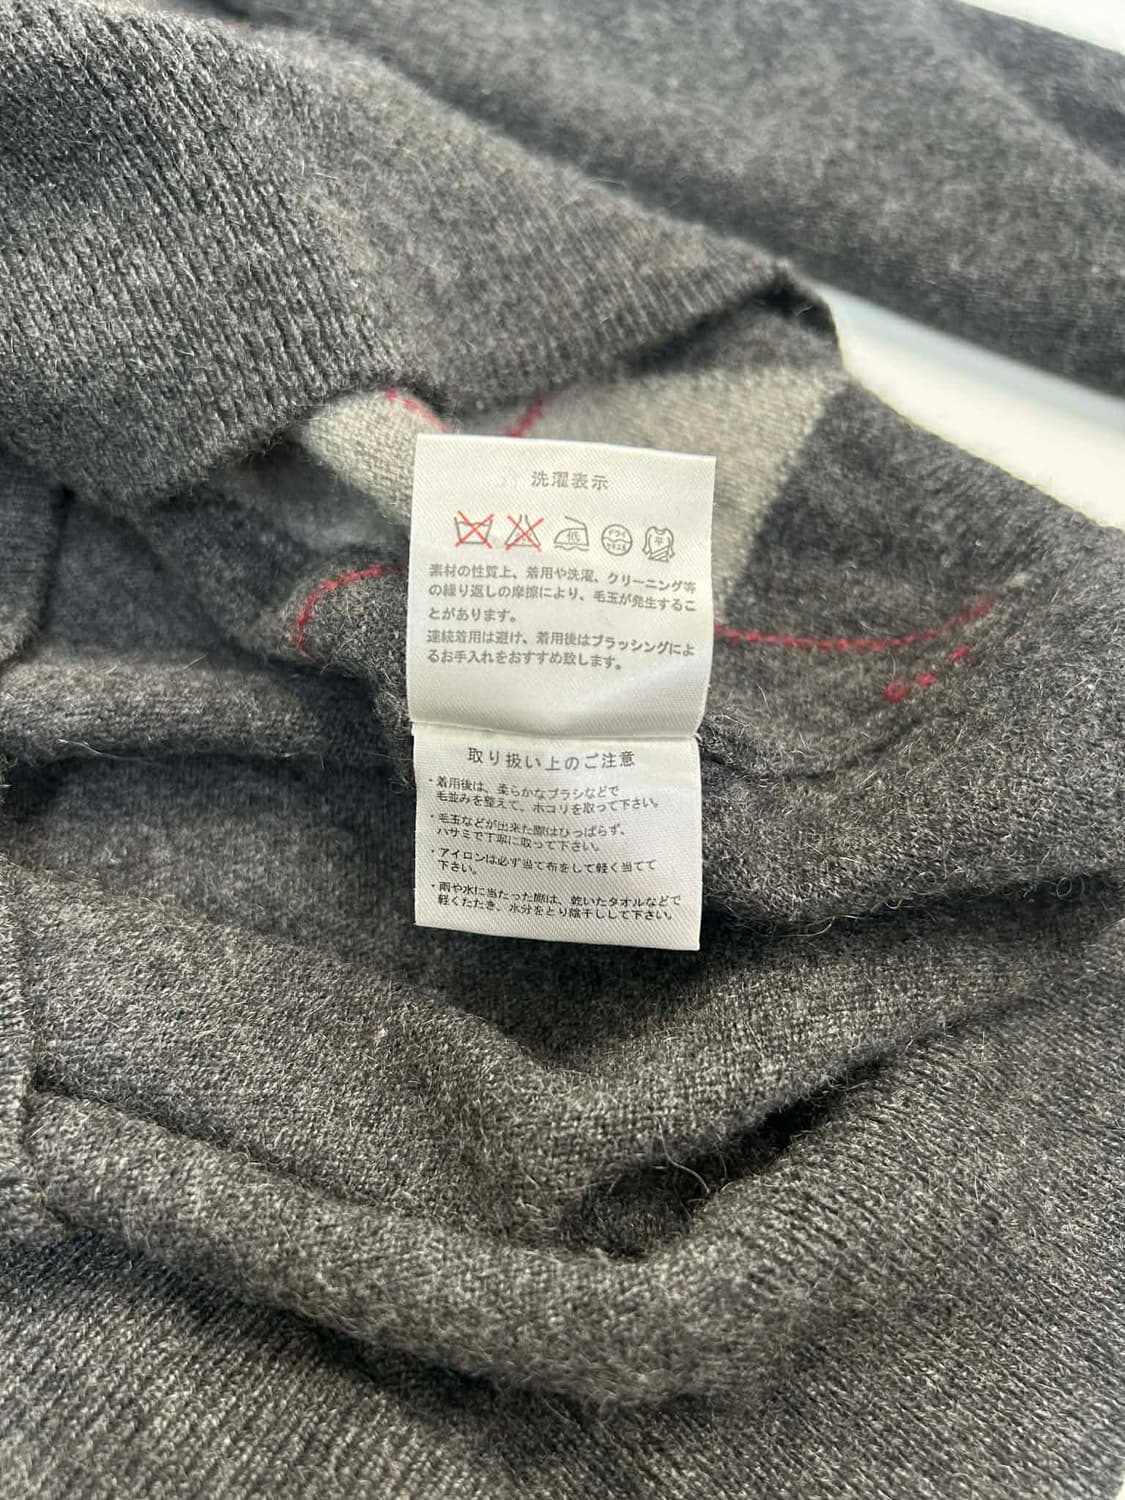 洗濯表示
低
ドライ
セキユ系
平
素材の性質上、着用や洗濯、クリーニング等
の繰り返しの摩擦により、毛玉が発生するこ
とがあります。
連続着用は避け、着用後はブラッシングによ
るお手入れをおすすめ致します。
取り扱い上のご注意
・着用後は、柔らかなブラシなどで
毛並みを整えて、ホコリを取って下さい。
・毛玉などが出来た際はひっぱらず、
ハサミで丁寧に取って下さい。
・アイロンは必ず当て布をして軽く当てて
下さい。
・雨や水に当たった際は、乾いたタオルなどで
軽くたたき、水分をとり陰干しして下さい。